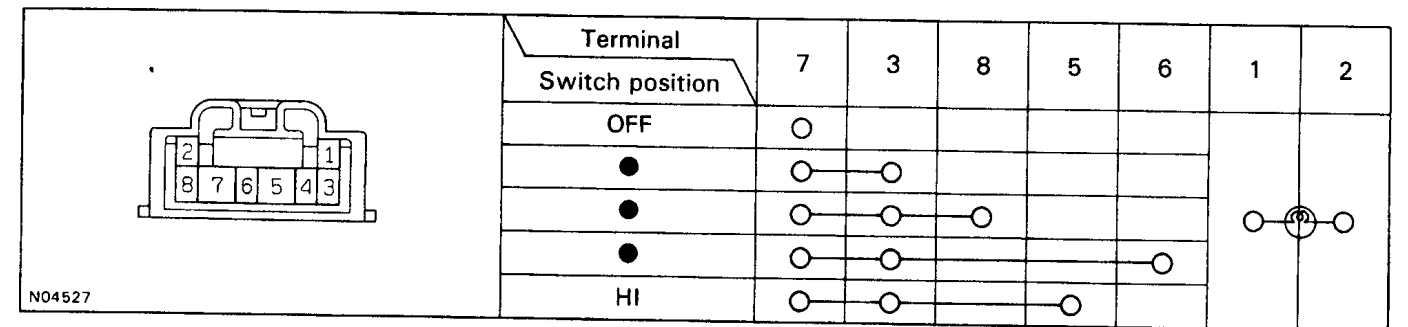 Terminal
Switch position
7 3 8 5 6 1 2
OFF
HI
2 1
8 7 6 5 4 3
N04527